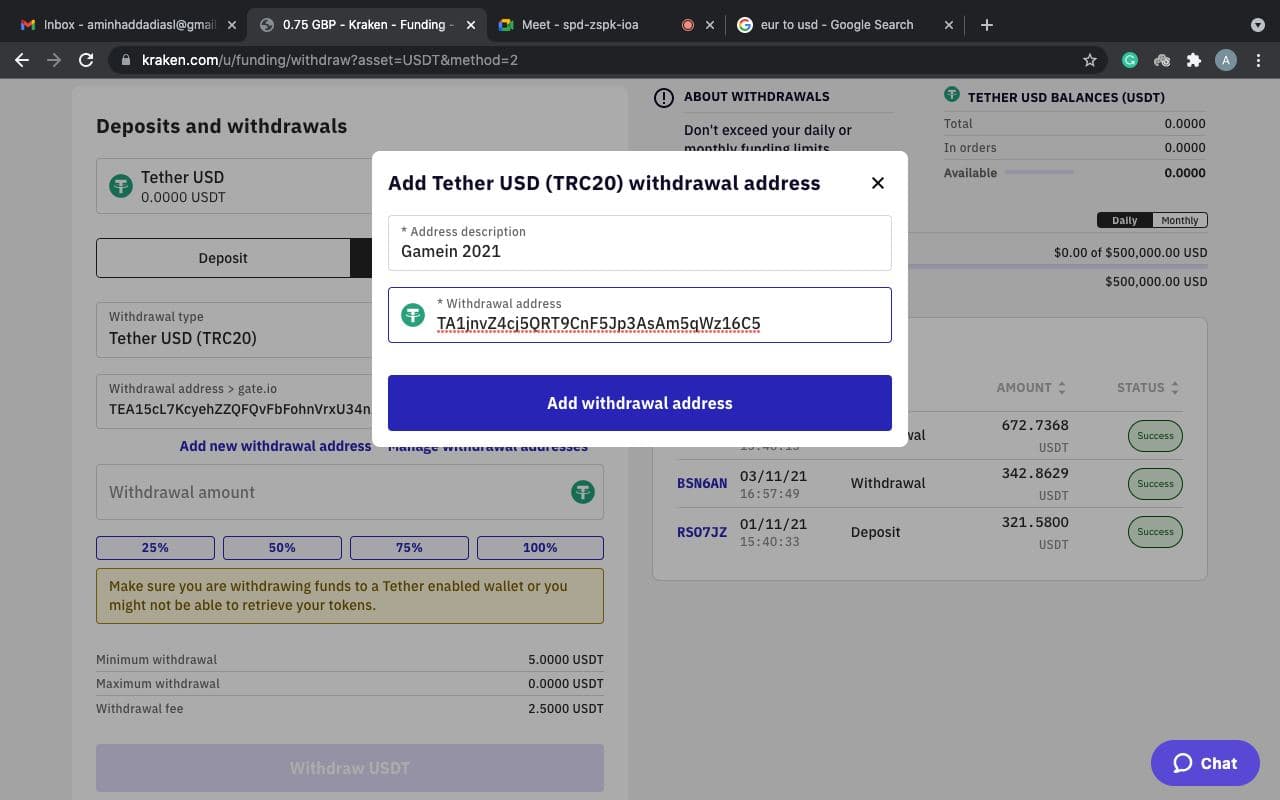 Inbox - aminhaddadiasl@gmai
0.75 GBP - Kraken - Funding -
Meet - spd-zspk-ioa
eur to usd - Google Search
kraken.com/u/funding/withdraw?asset=USDT&method=2
A
Deposits and withdrawals
Tether USD
0.0000 USDT
Deposit
Withdrawal type
Tether USD (TRC20)
Withdrawal address > gate.io
TEA15cL7KcyehZZQFQvFbFohnVrxU34n
Add new withdrawal address
Manage withdrawal addresses
Withdrawal amount
25%
50%
75%
100%
Make sure you are withdrawing funds to a Tether enabled wallet or you
might not be able to retrieve your tokens.
Minimum withdrawal 5.0000 USDT
Maximum withdrawal 0.0000 USDT
Withdrawal fee 2.5000 USDT
Withdraw USDT
Add Tether USD (TRC20) withdrawal address
* Address description
Gamein 2021
* Withdrawal address
TA1jnvZ4cj5QRT9CnF5Jp3AsAm5qWz16C5
Add withdrawal address
ABOUT WITHDRAWALS
Don't exceed your daily or
monthly funding limits
TETHER USD BALANCES (USDT)
Total 0.0000
In orders 0.0000
Available 0.0000
Daily Monthly
$0.00 of $500,000.00 USD
$500,000.00 USD
AMOUNT STATUS
wal 672.7368 Success
15:40:13 USDT
BSN6AN 03/11/21 Withdrawal 342.8629 Success
16:57:49 USDT
RSO7JZ 01/11/21 Deposit 321.5800 Success
15:40:33 USDT
Chat